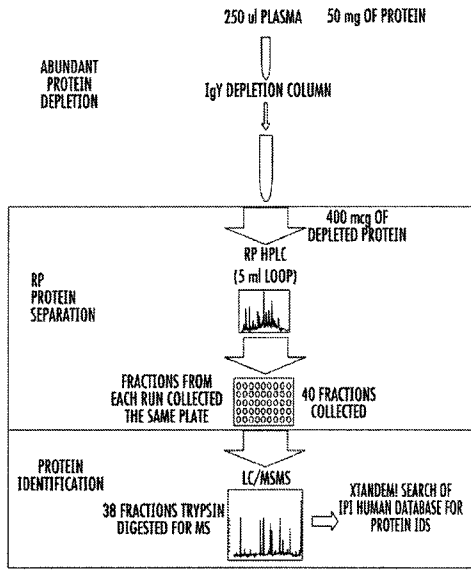 250 ul PLASMA 50 mg OF PROTEIN
ABUNDANT
PROTEIN
DEPLETION
IgY DEPLETION COLUMN
400 mcg OF
DEPLETED PROTEIN
RP HPLC
(5 ml LOOP)
RP
PROTEIN
SEPARATION
FRACTIONS FROM
EACH RUN COLLECTED
THE SAME PLATE
40 FRACTIONS
COLLECTED
PROTEIN
IDENTIFICATION
LC/MSMS
38 FRACTIONS TRYPSIN
DIGESTED FOR MS
XTANDEM! SEARCH OF
IPI HUMAN DATABASE FOR
PROTEIN IDS